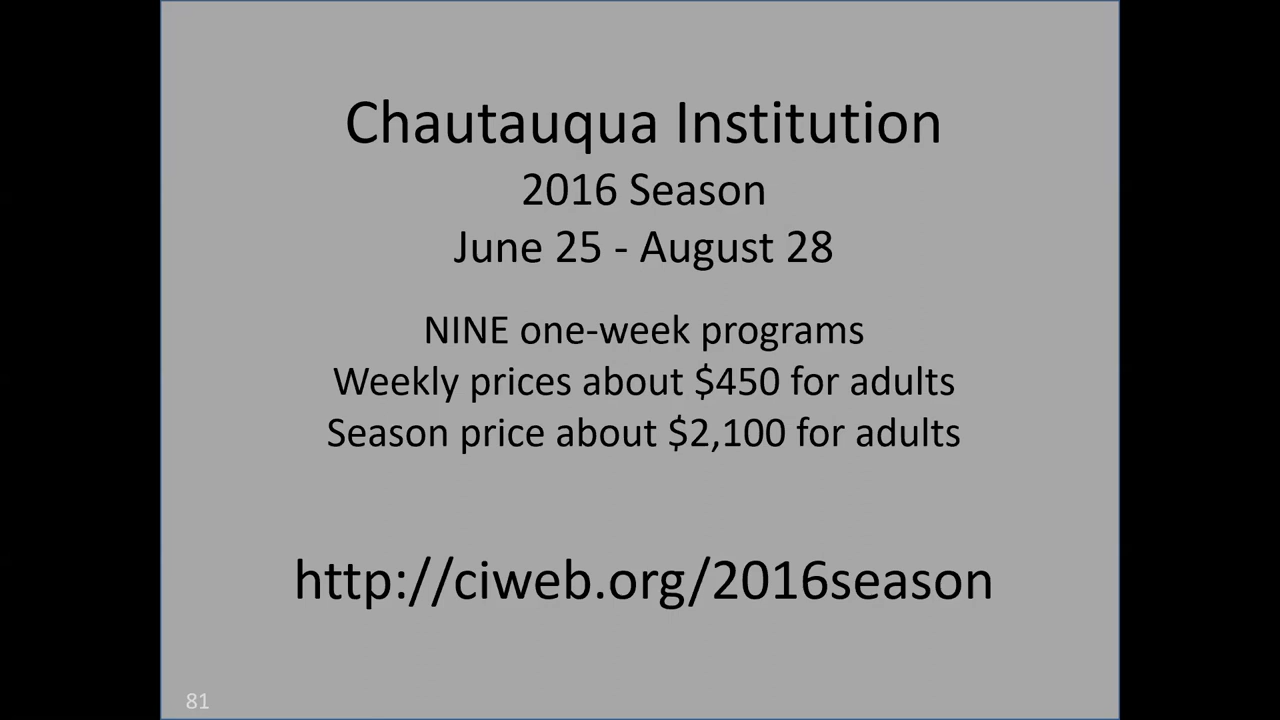 Chautauqua Institution
2016 Season
June 25 - August 28
NINE one-week programs
Weekly prices about $450 for adults
Season price about $2,100 for adults
http://ciweb.org/2016season
81